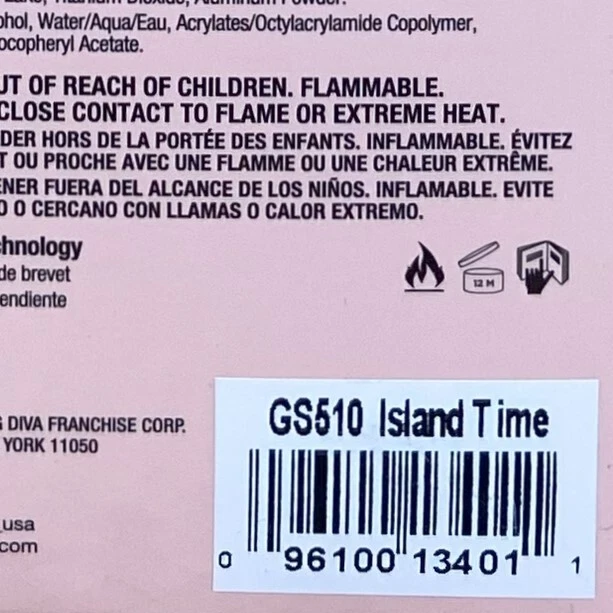 ohol, Water/Aqua/Eau, Acrylates/Octylacrylamide Copolymer,
ocopheryl Acetate.
UT OF REACH OF CHILDREN. FLAMMABLE.
CLOSE CONTACT TO FLAME OR EXTREME HEAT.
DER HORS DE LA PORTÉE DES ENFANTS. INFLAMMABLE. ÉVITEZ
T OU PROCHE AVEC UNE FLAMME OU UNE CHALEUR EXTRÊME.
ENER FUERA DEL ALCANCE DE LOS NIÑOS. INFLAMABLE. EVITE
O O CERCANO CON LLAMAS O CALOR EXTREMO.
chnology
de brevet
endiente
12 M
S DIVA FRANCHISE CORP.
YORK 11050
_usa
com
GS510 Island Time
0 96100 13401 1